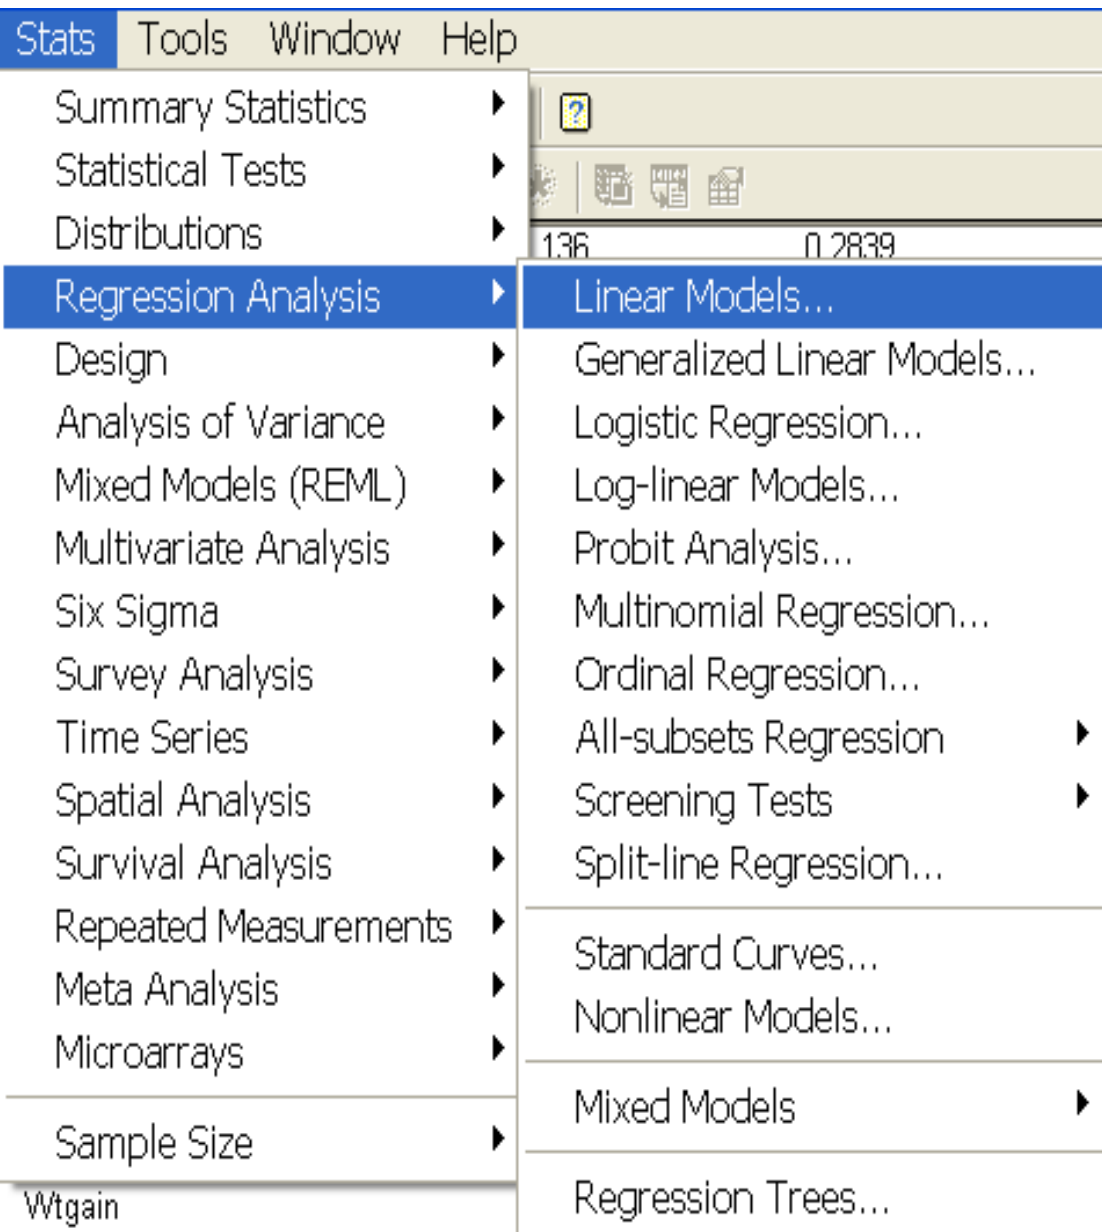 Stats Tools Window Help
Summary Statistics
Statistical Tests
Distributions
Regression Analysis
Design
Analysis of Variance
Mixed Models (REML)
Multivariate Analysis
Six Sigma
Survey Analysis
Time Series
Spatial Analysis
Survival Analysis
Repeated Measurements
Meta Analysis
Microarrays
Sample Size
Wtgain
?
136 0.2839
Linear Models...
Generalized Linear Models...
Logistic Regression...
Log-linear Models...
Probit Analysis...
Multinomial Regression...
Ordinal Regression...
All-subsets Regression
Screening Tests
Split-line Regression...
Standard Curves...
Nonlinear Models...
Mixed Models
Regression Trees...